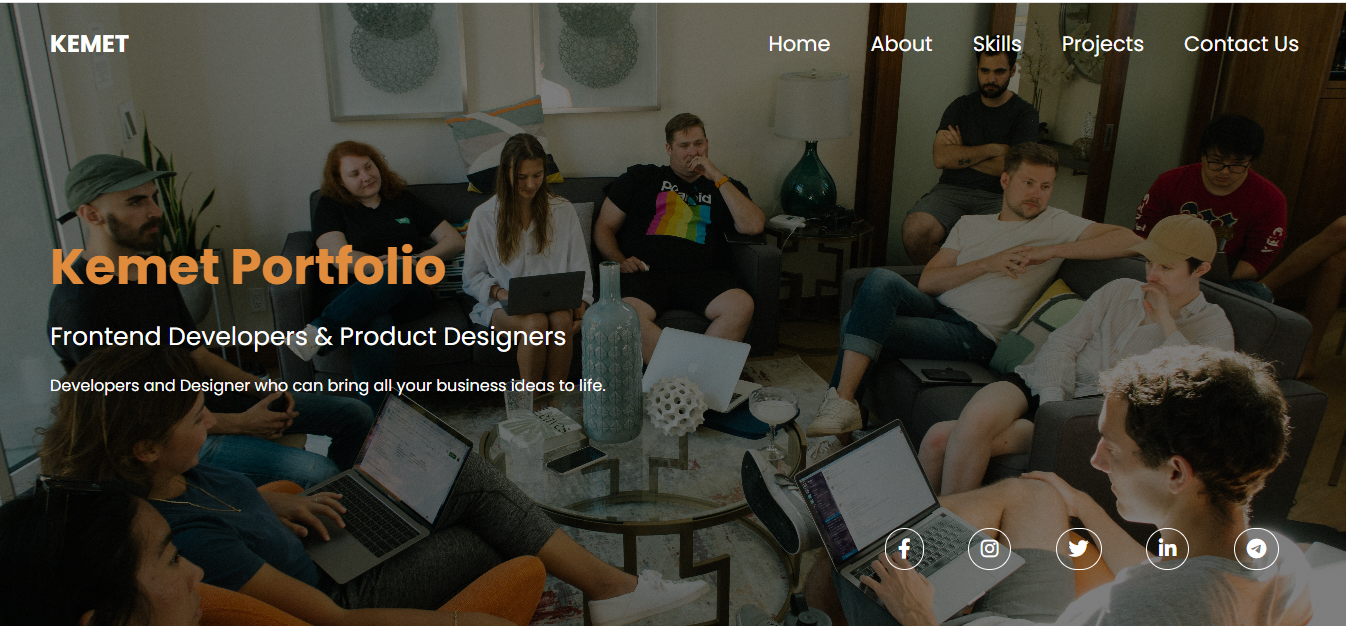 KEMET
Home About Skills Projects Contact Us
Kemet Portfolio
Frontend Developers & Product Designers
Developers and Designer who can bring all your business ideas to life.